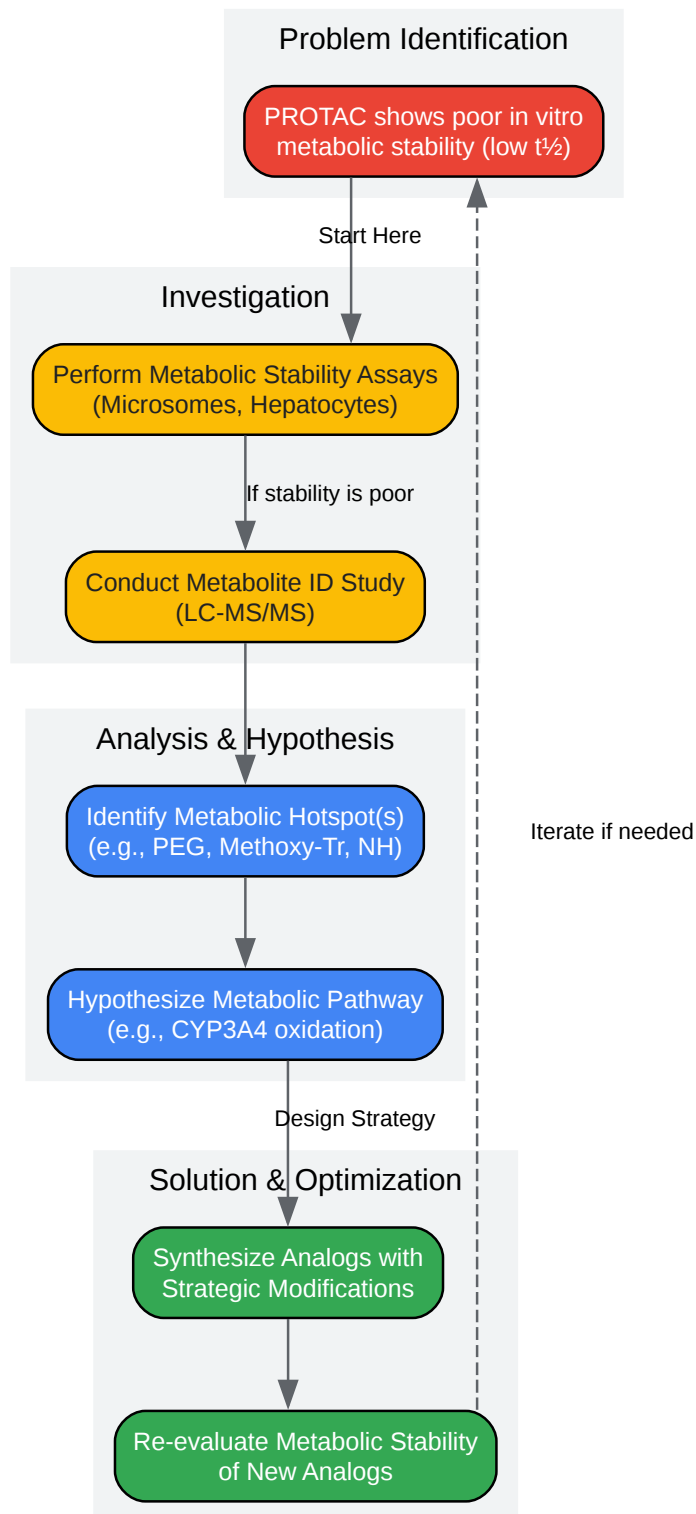 Problem Identification
PROTAC shows poor in vitro
metabolic stability (low t½)
Start Here
Investigation
Perform Metabolic Stability Assays
(Microsomes, Hepatocytes)
If stability is poor
Conduct Metabolite ID Study
(LC-MS/MS)
Analysis & Hypothesis
Identify Metabolic Hotspot(s)
(e.g., PEG, Methoxy-Tr, NH)
Iterate if needed
Hypothesize Metabolic Pathway
(e.g., CYP3A4 oxidation)
Design Strategy
Solution & Optimization
Synthesize Analogs with
Strategic Modifications
Re-evaluate Metabolic Stability
of New Analogs